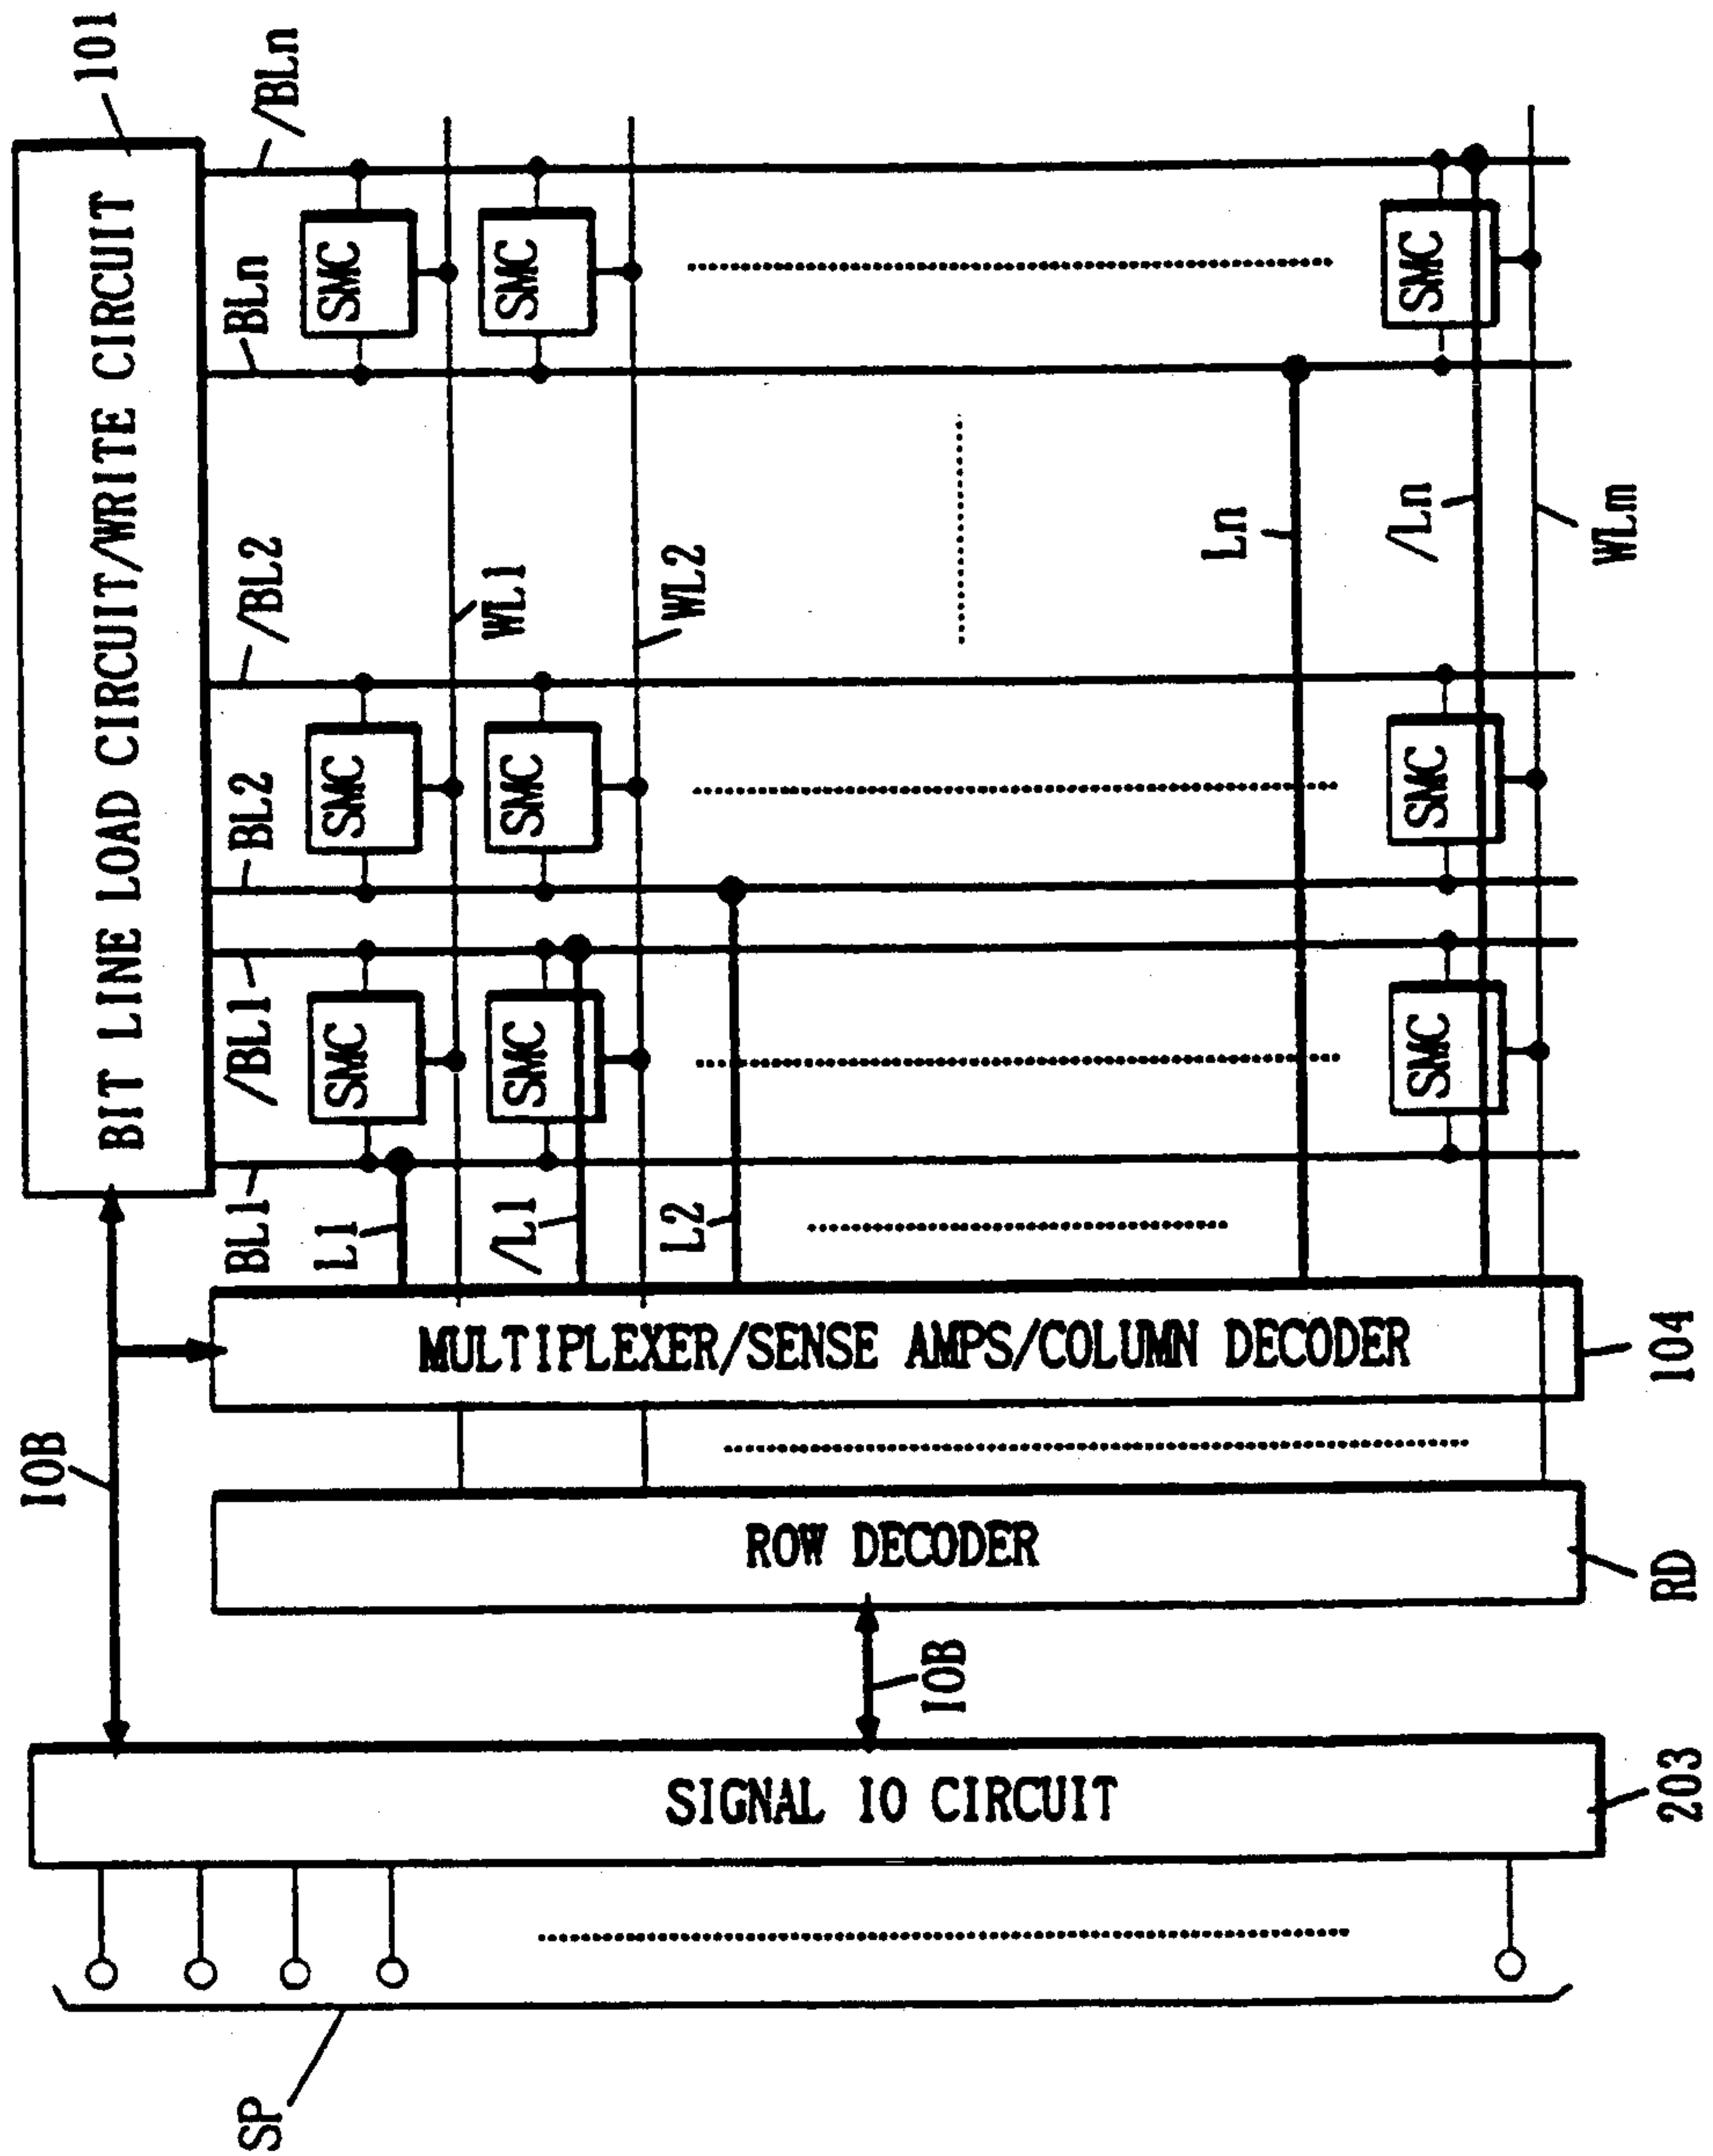 101
BIT LINE LOAD CIRCUIT/WRITE CIRCUIT
IOB
BL1
/BL1
BL2
/BL2
BLn
/BLn
SMC
SMC
SMC
L1
WL1
SMC
SMC
SMC
/L1
WL2
L2
Ln
SMC
SMC
SMC
/Ln
WLm
MULTIPLEXER/SENSE AMPS/COLUMN DECODER
104
ROW DECODER
RD
IOB
SIGNAL IO CIRCUIT
203
SP